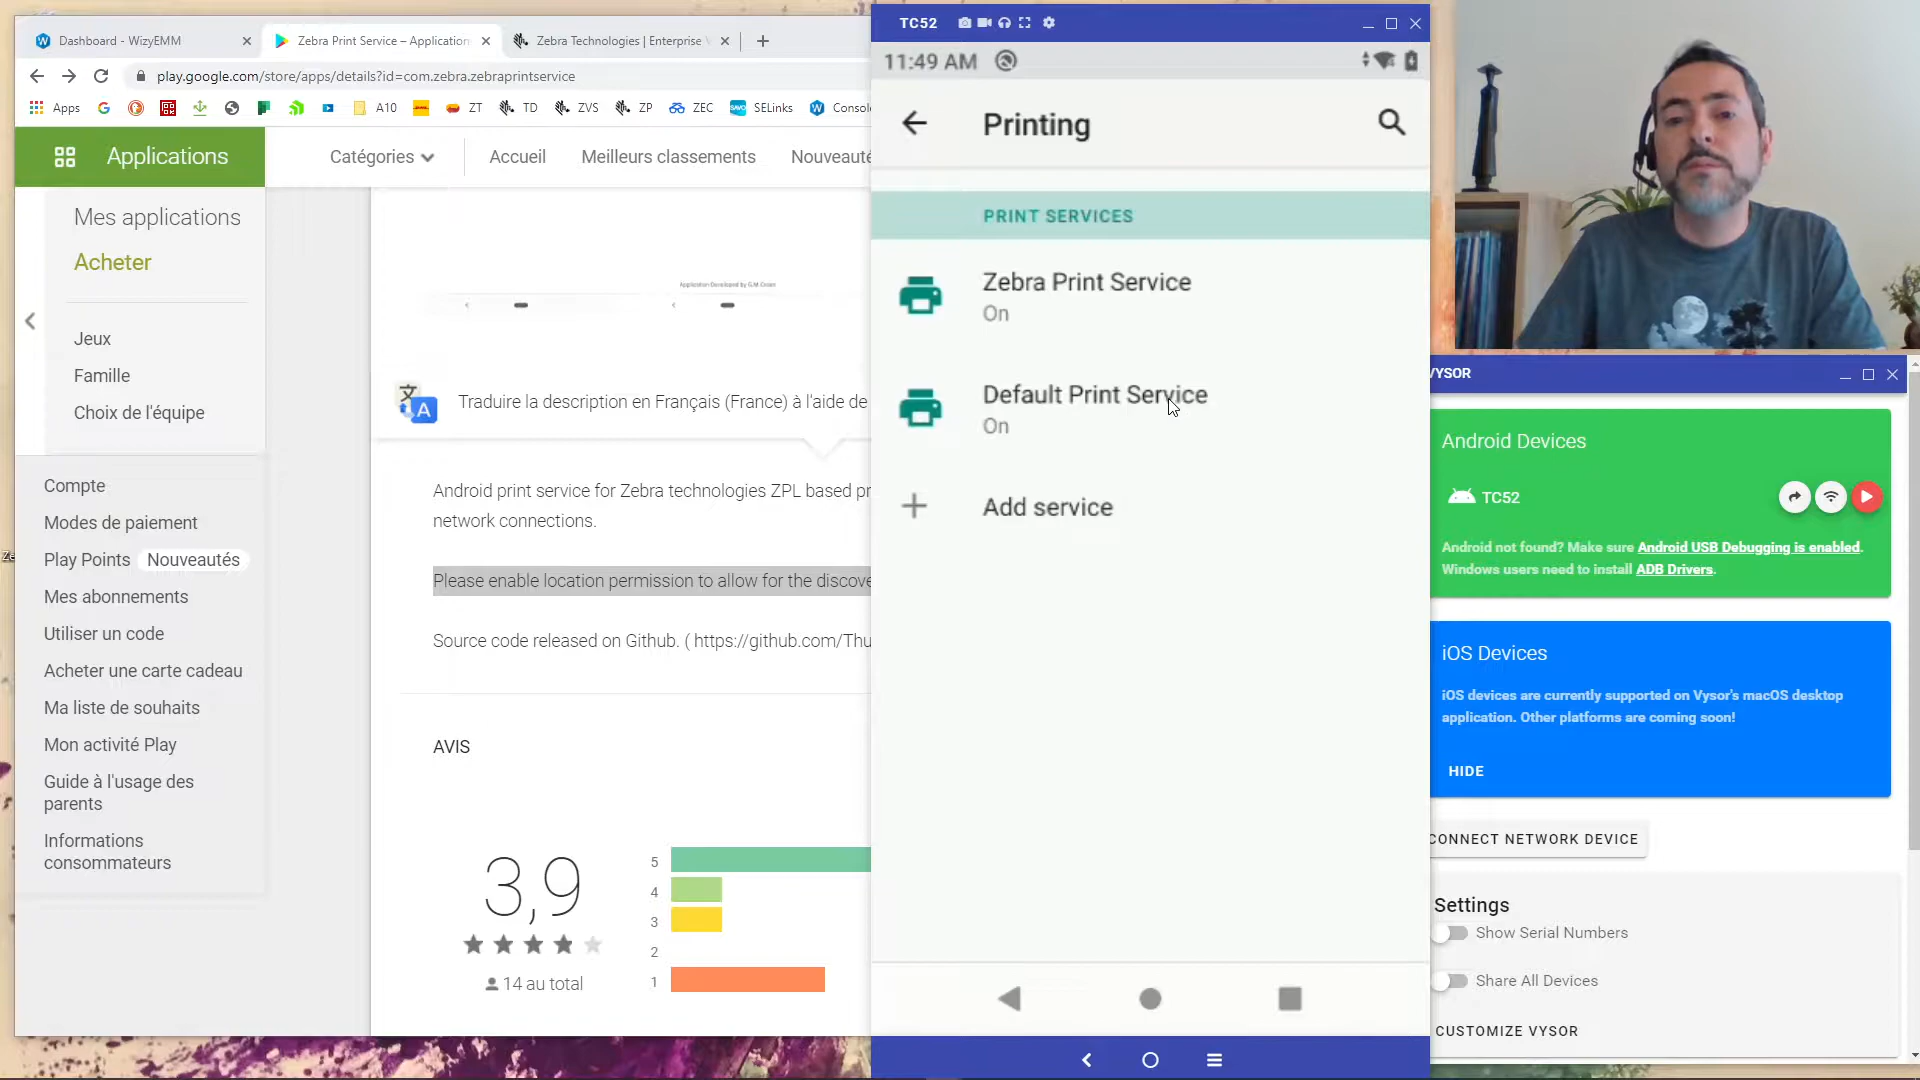 Dashboard - WizyEMM
Zebra Print Service – Application
Zebra Technologies | Enterprise
play.google.com/store/apps/details?id=com.zebra.zebraprintservice
Apps
A10
ZT
TD
ZVS
ZP
ZEC
SELinks
Consol
Applications
Catégories
Accueil
Meilleurs classements
Nouveauté
Mes applications
Acheter
Jeux
Famille
Choix de l'équipe
Compte
Modes de paiement
Play Points
Nouveautés
Mes abonnements
Utiliser un code
Acheter une carte cadeau
Ma liste de souhaits
Mon activité Play
Guide à l'usage des
parents
Informations
consommateurs
Application Developed by G.M.Green
Traduire la description en Français (France) à l'aide de
Android print service for Zebra technologies ZPL based pr
network connections.
Please enable location permission to allow for the discove
Source code released on Github. ( https://github.com/Thu
AVIS
3,9
14 au total
5
4
3
2
1
TC52
11:49 AM
Printing
PRINT SERVICES
Zebra Print Service
On
Default Print Service
On
Add service
VYSOR
Android Devices
TC52
Android not found? Make sure Android USB Debugging is enabled.
Windows users need to install ADB Drivers.
iOS Devices
iOS devices are currently supported on Vysor's macOS desktop
application. Other platforms are coming soon!
HIDE
CONNECT NETWORK DEVICE
Settings
Show Serial Numbers
Share All Devices
CUSTOMIZE VYSOR